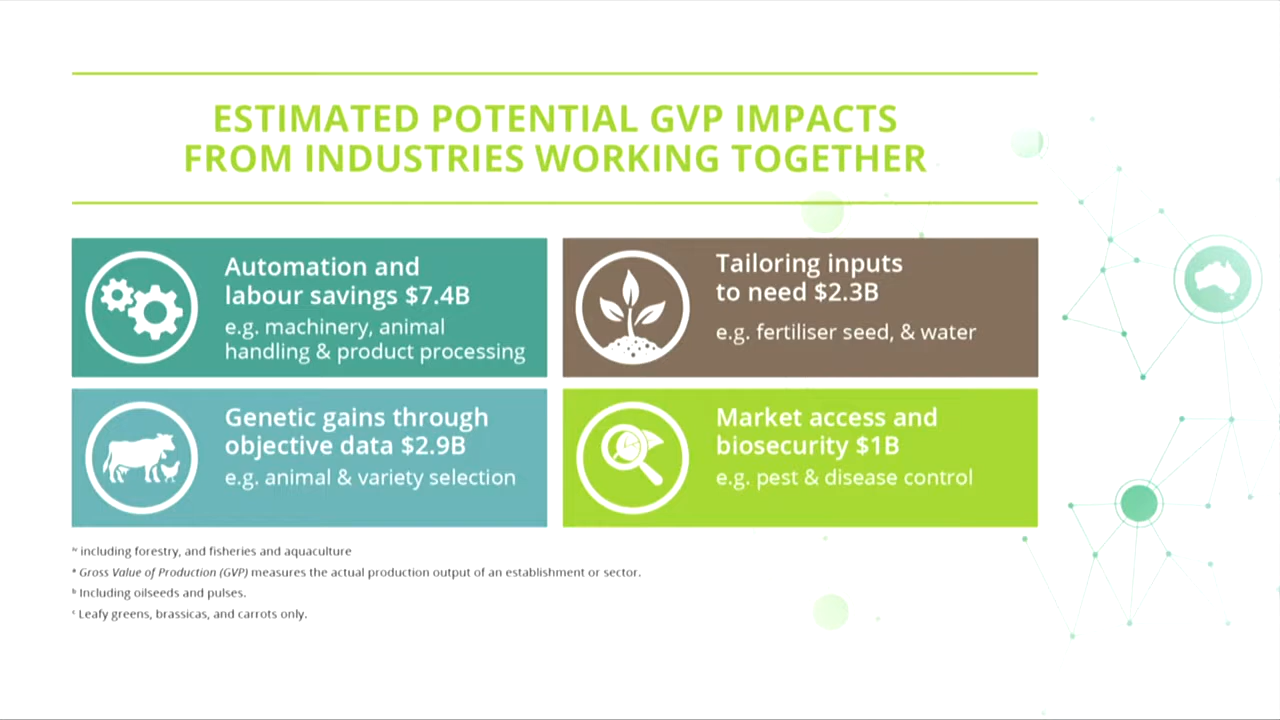 ESTIMATED POTENTIAL GVP IMPACTS
FROM INDUSTRIES WORKING TOGETHER
Automation and
labour savings $7.4B
e.g. machinery, animal
handling & product processing
Tailoring inputs
to need $2.3B
e.g. fertiliser seed, & water
Genetic gains through
objective data $2.9B
e.g. animal & variety selection
Market access and
biosecurity $1B
e.g. pest & disease control
including forestry, and fisheries and aquaculture
* Gross Value of Production (GVP) measures the actual production output of an establishment or sector.
ᵇ Including oilseeds and pulses.
ᶜ Leafy greens, brassicas, and carrots only.